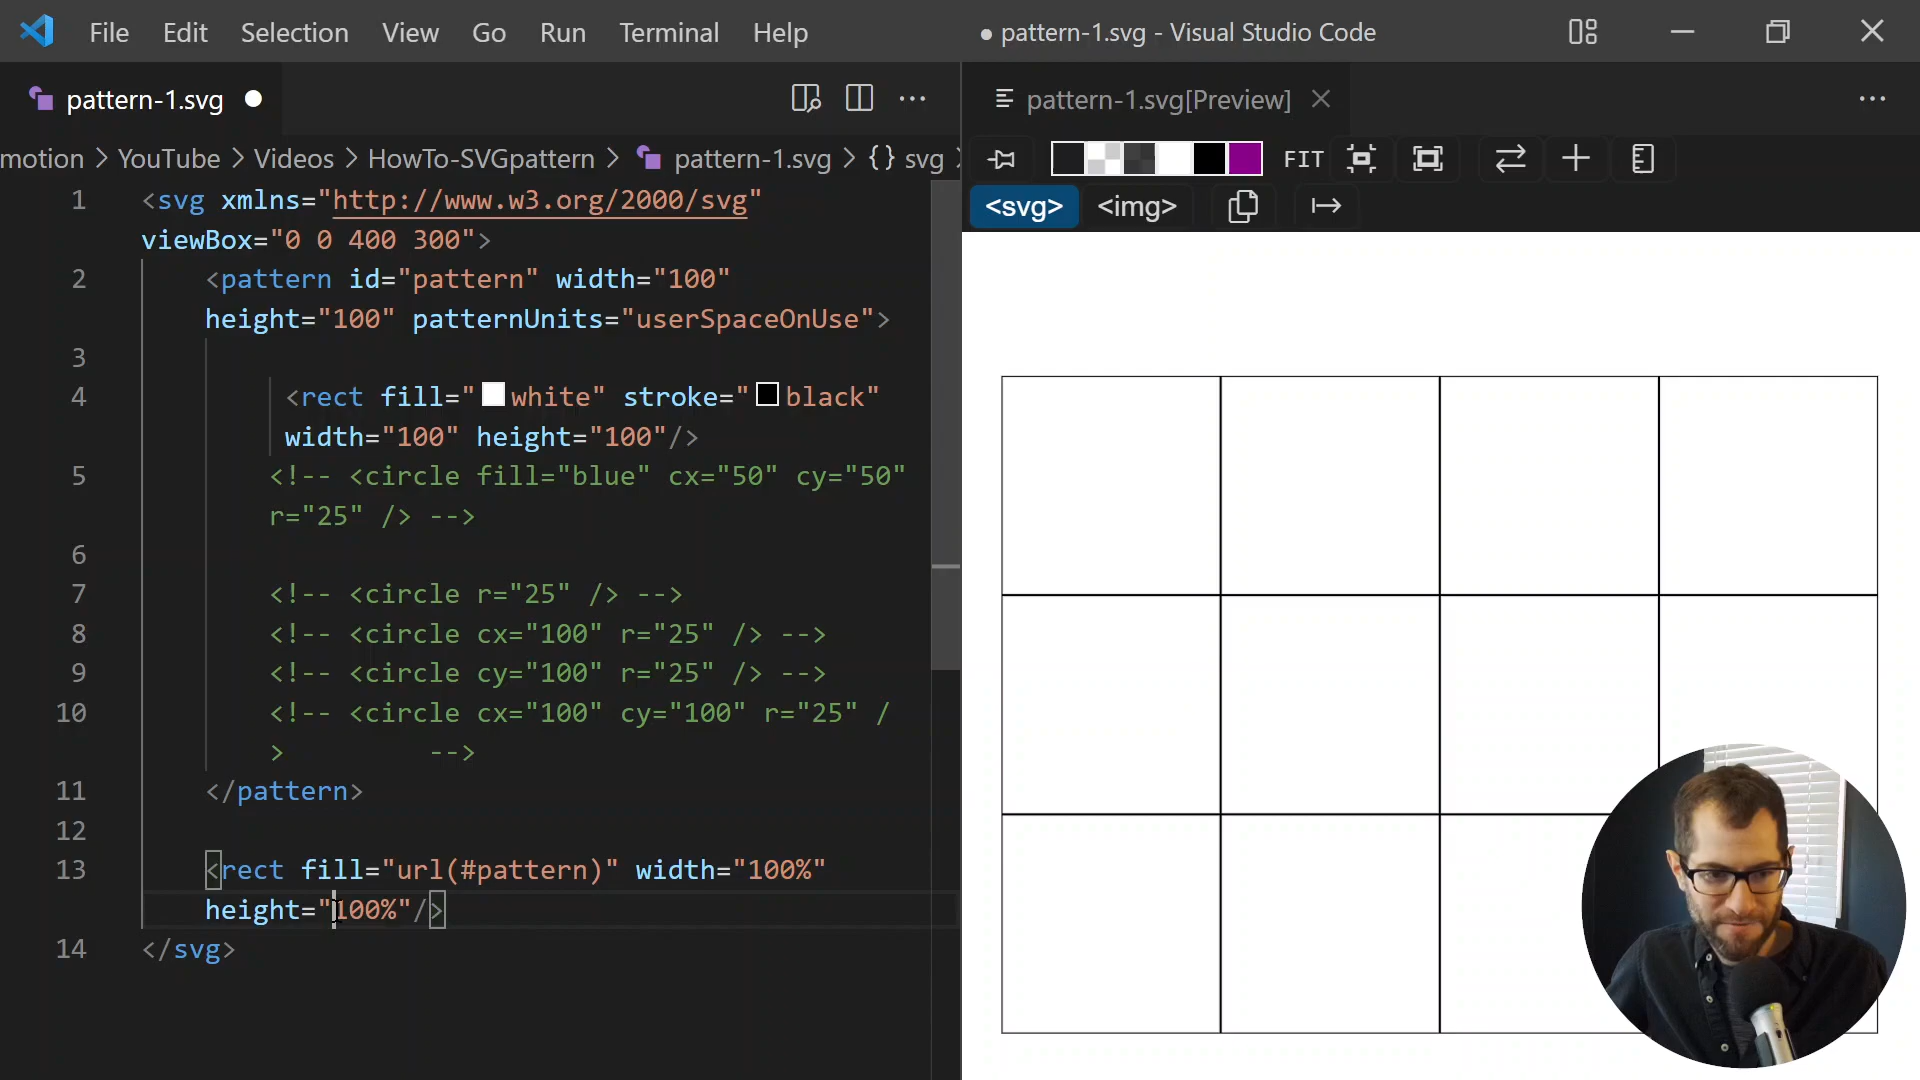 File Edit Selection View Go Run Terminal Help
pattern-1.svg - Visual Studio Code
pattern-1.svg
pattern-1.svg[Preview]
motion > YouTube > Videos > HowTo-SVGpattern > pattern-1.svg > {} svg >
FIT
<svg> <img>
1 <svg xmlns="http://www.w3.org/2000/svg"
viewBox="0 0 400 300">
2 <pattern id="pattern" width="100"
height="100" patternUnits="userSpaceOnUse">
3
4 <rect fill="white" stroke="black"
width="100" height="100"/>
5 <!-- <circle fill="blue" cx="50" cy="50"
r="25" /> -->
6
7 <!-- <circle r="25" /> -->
8 <!-- <circle cx="100" r="25" /> -->
9 <!-- <circle cy="100" r="25" /> -->
10 <!-- <circle cx="100" cy="100" r="25" /
> -->
11 </pattern>
12
13 <rect fill="url(#pattern)" width="100%"
height="100%"/>
14 </svg>